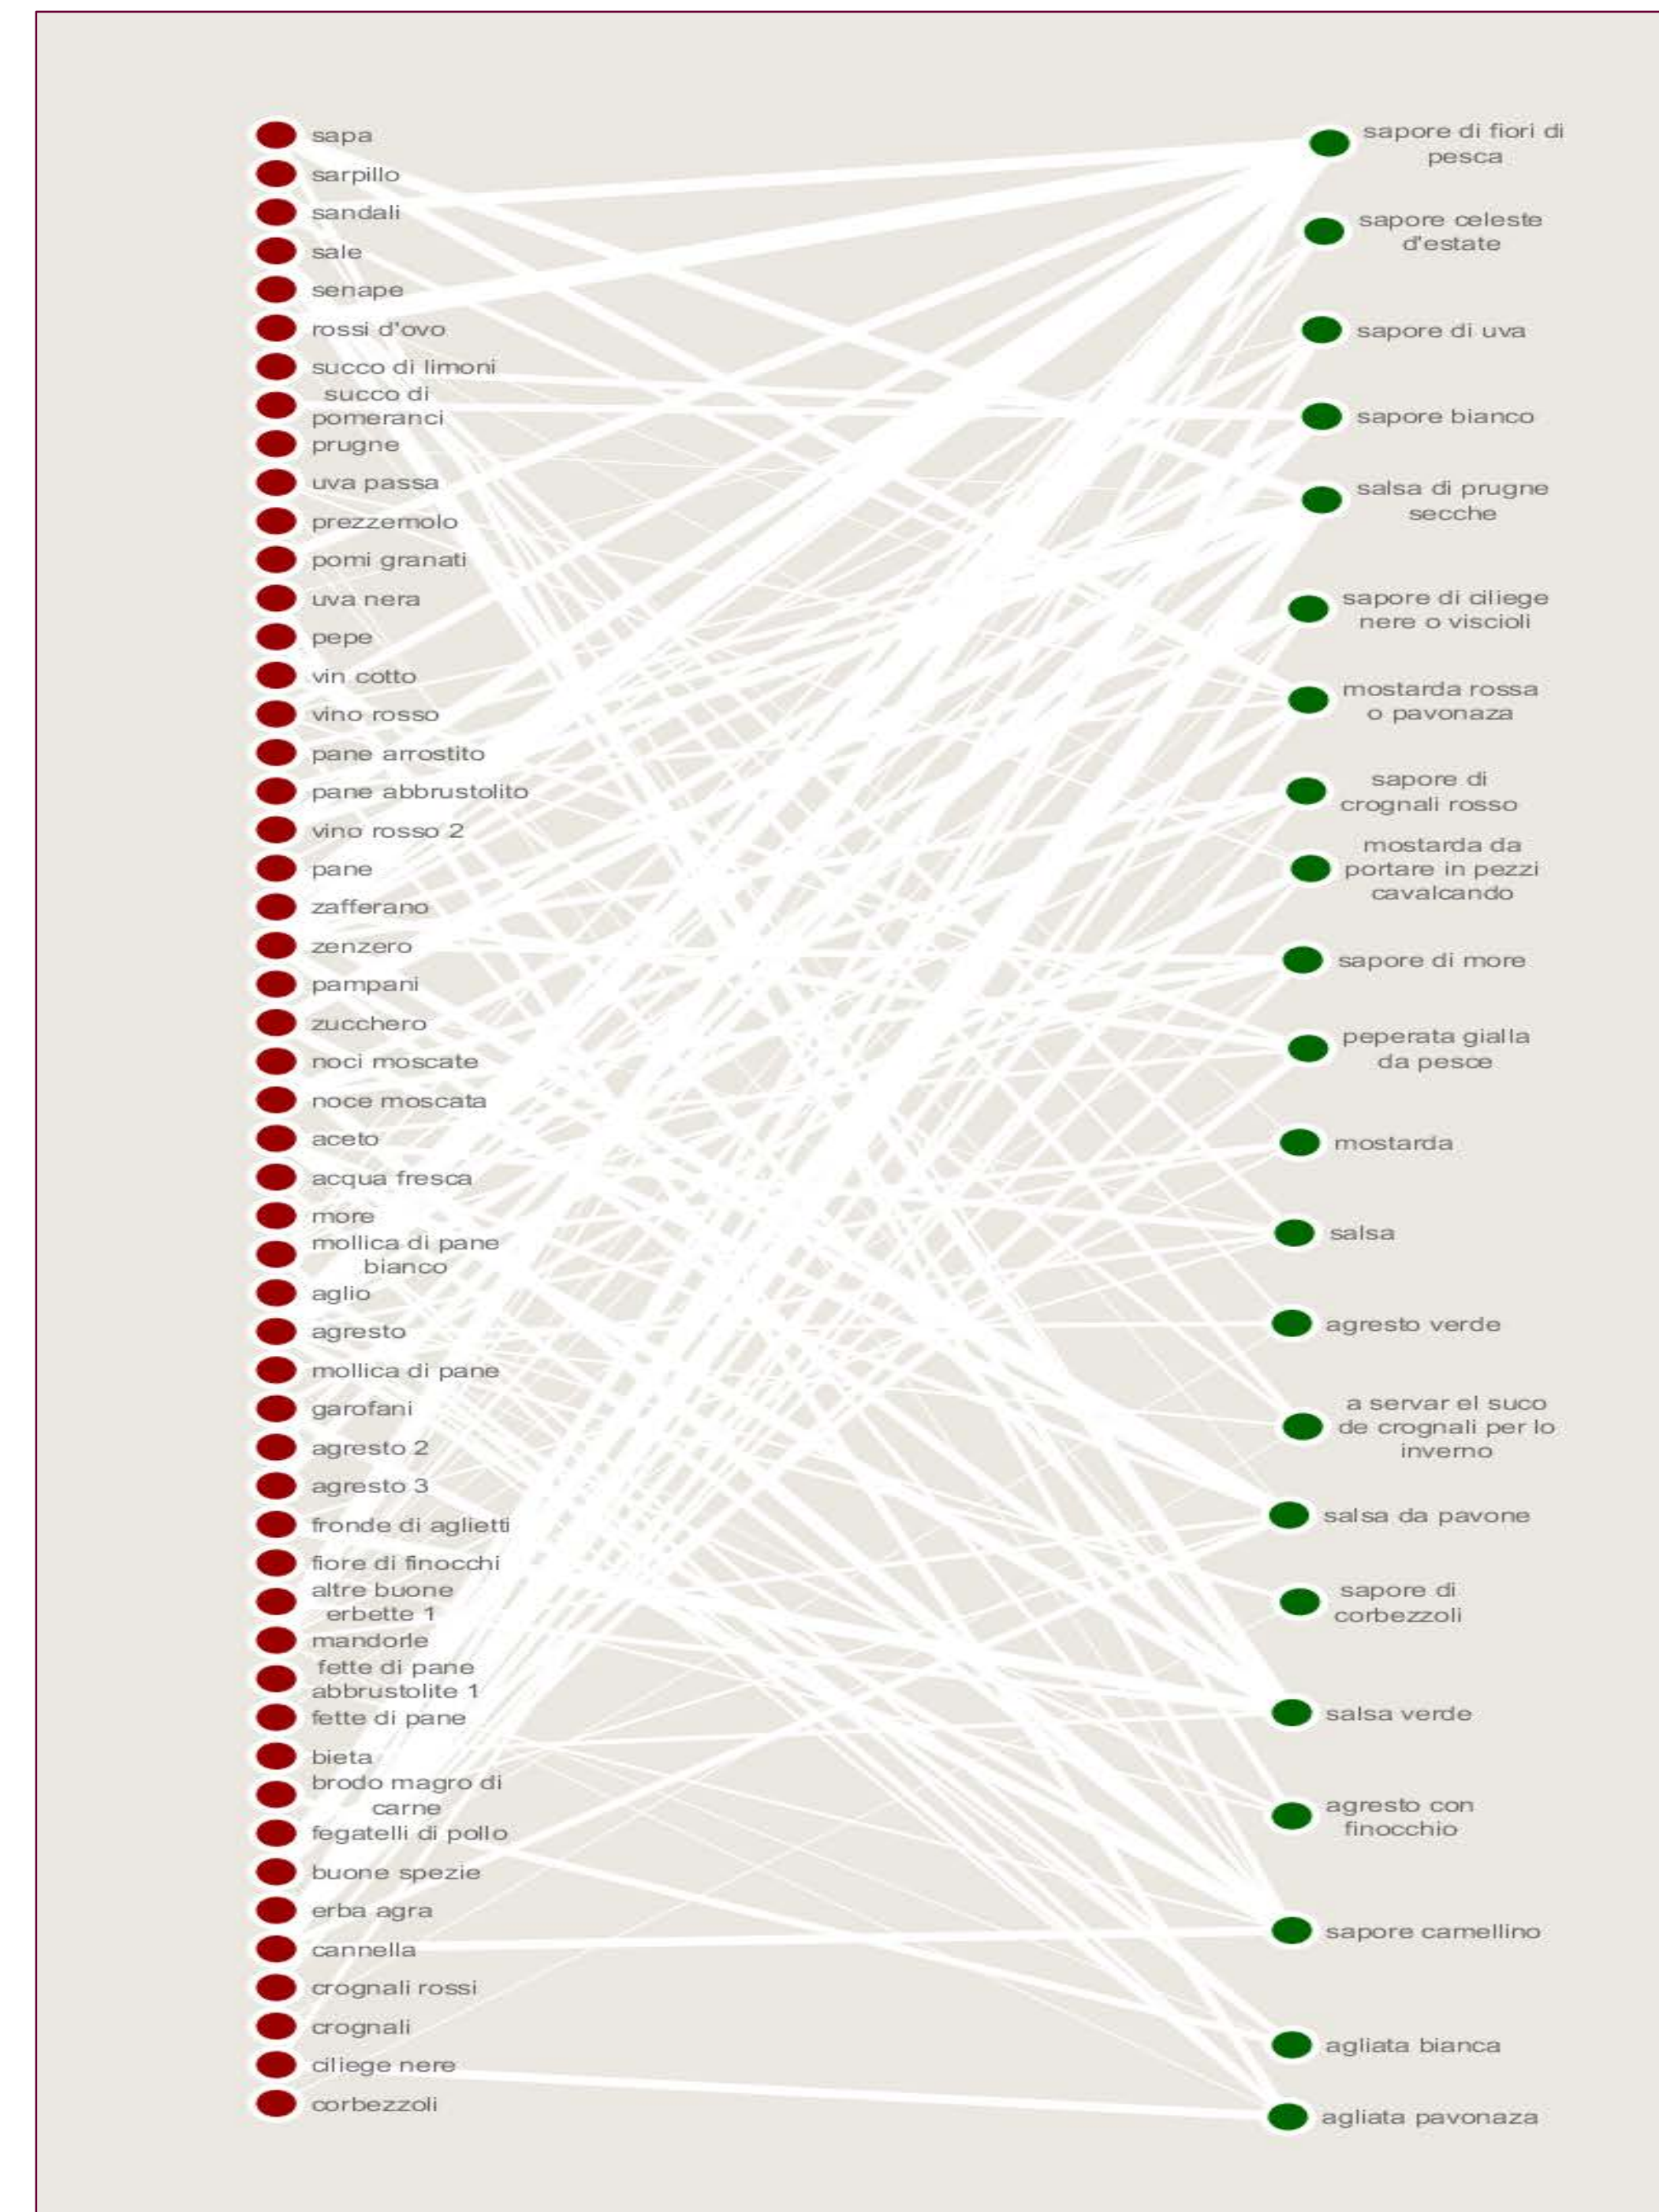 sapa
sarpillo
sandali
sale
senape
rossi d'ovo
succo di limoni
succo di
pomeranci
prugne
uva passa
prezzemolo
pomi granati
uva nera
pepe
vin cotto
vino rosso
pane arrostito
pane abbrustolito
vino rosso 2
pane
zafferano
zenzero
pampani
zucchero
noci moscate
noce moscata
aceto
acqua fresca
more
mollica di pane
bianco
aglio
agresto
mollica di pane
garofani
agresto 2
agresto 3
fronde di aglietti
fiore di finocchi
altre buone
erbette 1
mandorle
fette di pane
abbrustolite 1
fette di pane
bieta
brodo magro di
carne
fegatelli di pollo
buone spezie
erba agra
cannella
crognali rossi
crognali
ciliege nere
corbezzoli
sapore di fiori di
pesca
sapore celeste
d'estate
sapore di uva
sapore bianco
salsa di prugne
secche
sapore di ciliege
nere o viscioli
mostarda rossa
o pavonaza
sapore di
crognali rosso
mostarda da
portare in pezzi
cavalcando
sapore di more
peperata gialla
da pesce
mostarda
salsa
agresto verde
a servar el suco
de crognali per lo
inverno
salsa da pavone
sapore di
corbezzoli
salsa verde
agresto con
finocchio
sapore camellino
agliata bianca
agliata pavonaza